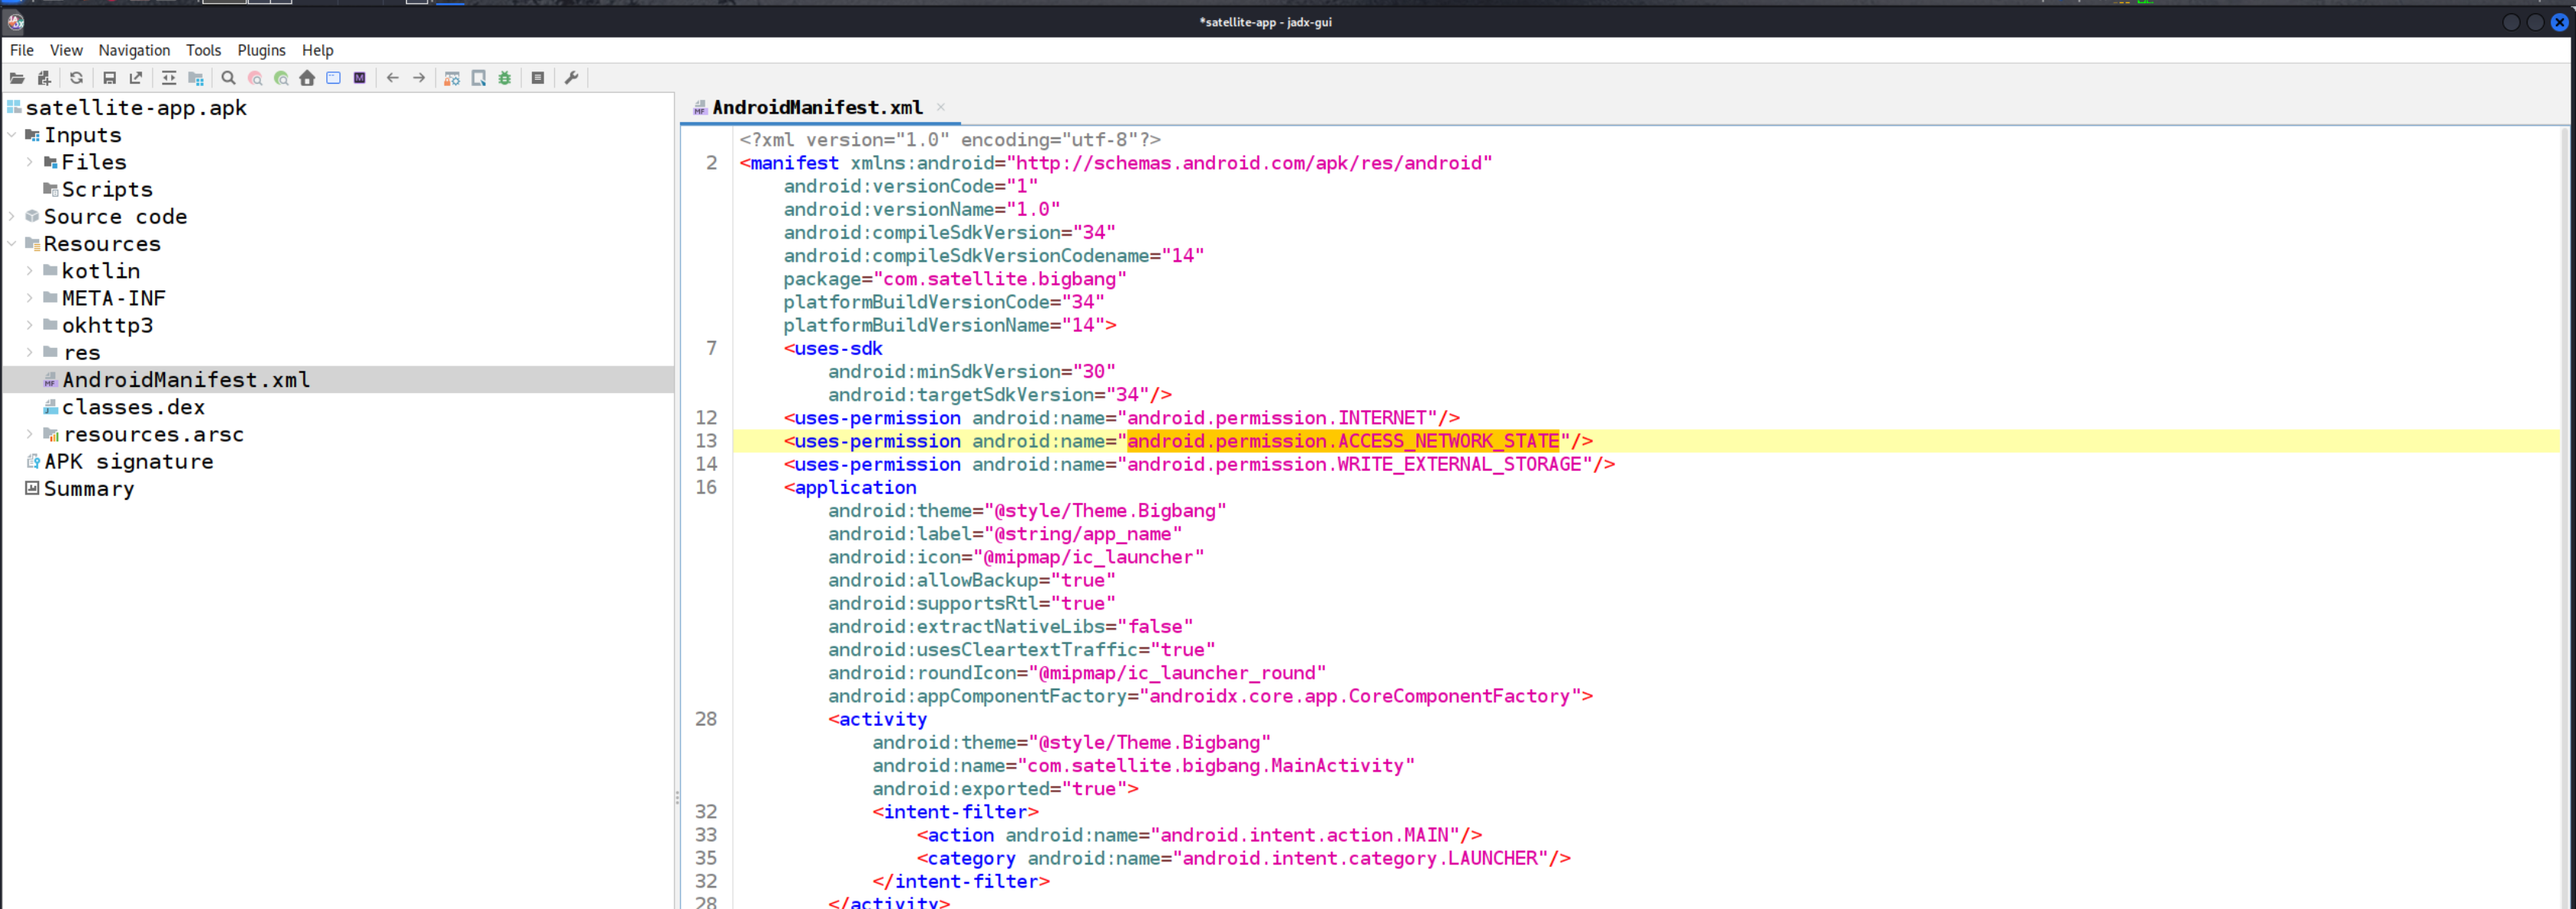 *satellite-app - jadx-gui
File View Navigation Tools Plugins Help
satellite-app.apk
Inputs
Files
Scripts
Source code
Resources
kotlin
META-INF
okhttp3
res
AndroidManifest.xml
classes.dex
resources.arsc
APK signature
Summary
AndroidManifest.xml
<?xml version="1.0" encoding="utf-8"?>
2 <manifest xmlns:android="http://schemas.android.com/apk/res/android"
android:versionCode="1"
android:versionName="1.0"
android:compileSdkVersion="34"
android:compileSdkVersionCodename="14"
package="com.satellite.bigbang"
platformBuildVersionCode="34"
platformBuildVersionName="14">
7 <uses-sdk
android:minSdkVersion="30"
android:targetSdkVersion="34"/>
12 <uses-permission android:name="android.permission.INTERNET"/>
13 <uses-permission android:name="android.permission.ACCESS_NETWORK_STATE"/>
14 <uses-permission android:name="android.permission.WRITE_EXTERNAL_STORAGE"/>
16 <application
android:theme="@style/Theme.Bigbang"
android:label="@string/app_name"
android:icon="@mipmap/ic_launcher"
android:allowBackup="true"
android:supportsRtl="true"
android:extractNativeLibs="false"
android:usesCleartextTraffic="true"
android:roundIcon="@mipmap/ic_launcher_round"
android:appComponentFactory="androidx.core.app.CoreComponentFactory">
28 <activity
android:theme="@style/Theme.Bigbang"
android:name="com.satellite.bigbang.MainActivity"
android:exported="true">
32 <intent-filter>
33 <action android:name="android.intent.action.MAIN"/>
35 <category android:name="android.intent.category.LAUNCHER"/>
32 </intent-filter>
28 </activity>